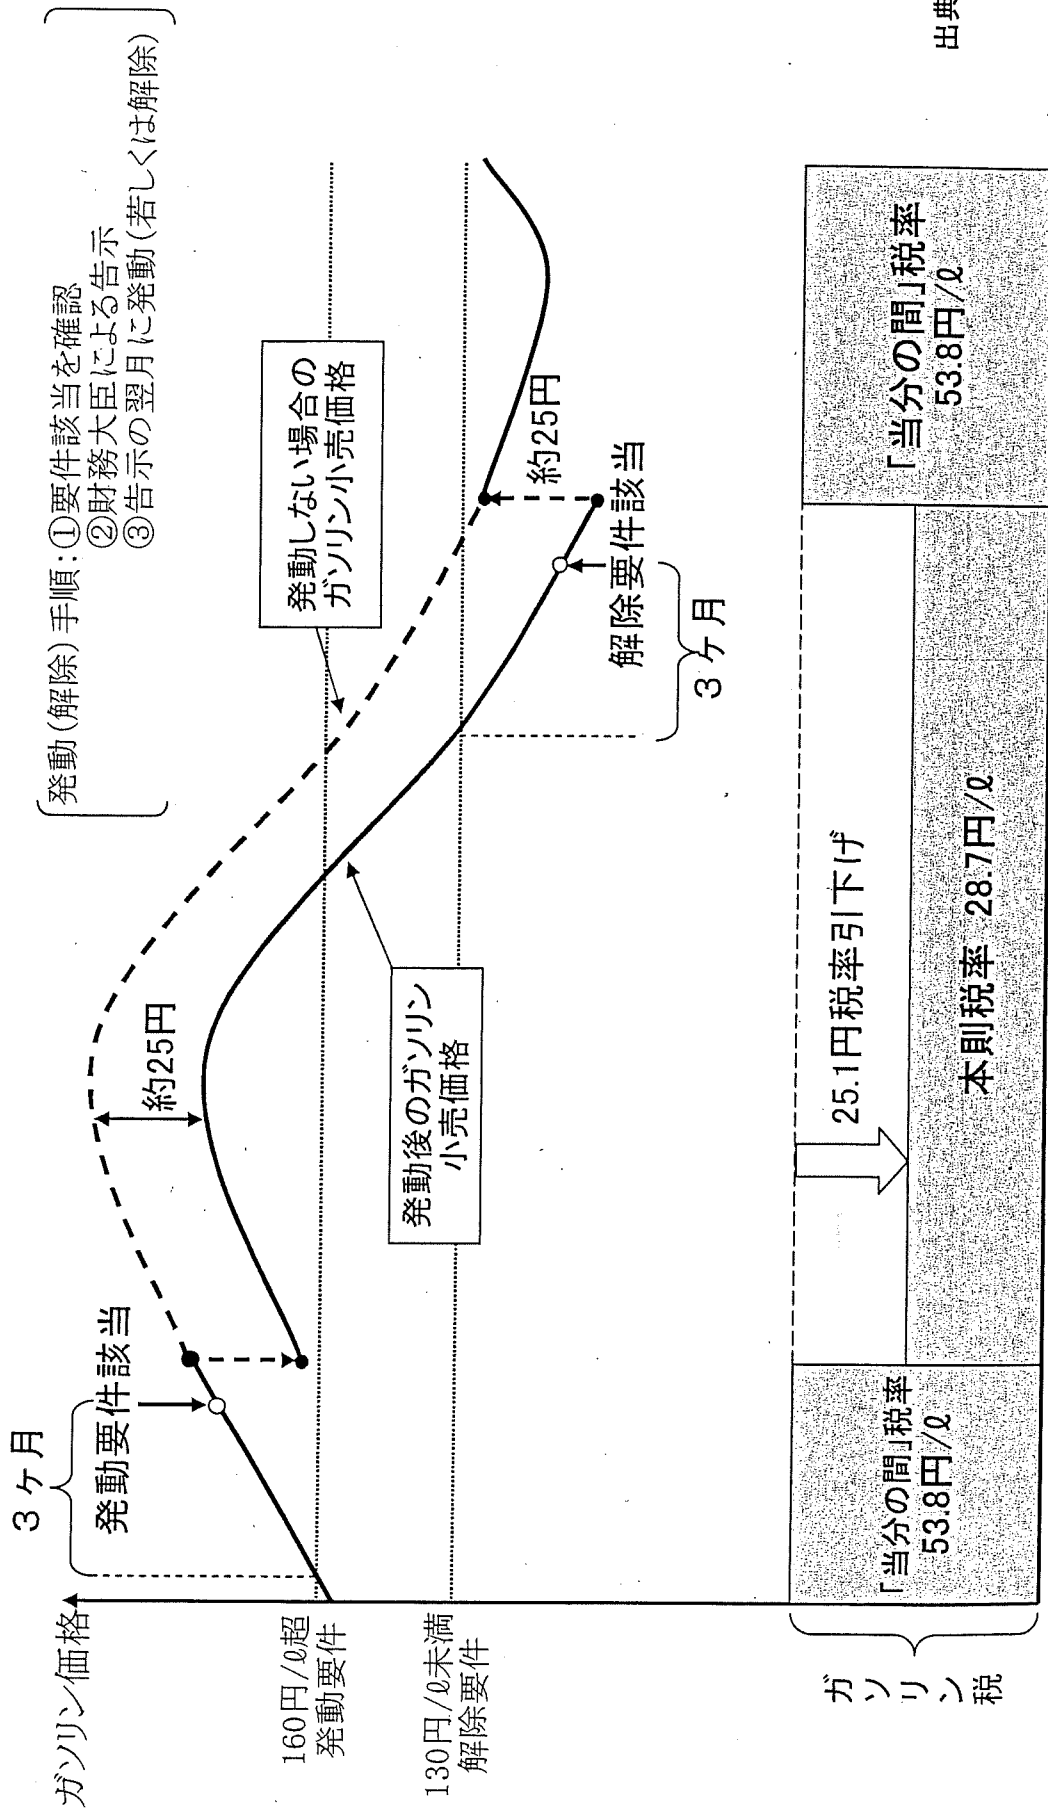 発動(解除)手順:①要件該当を確認
②財務大臣による告示
③告示の翌月に発動(若しくは解除)
ガソリン価格
3ヶ月
発動要件該当
約25円
発動しない場合の
ガソリン小売価格
160円/ℓ超
発動要件
130円/ℓ未満
解除要件
発動後のガソリン
小売価格
約25円
解除要件該当
3ヶ月
ガソリン税
「当分の間」税率
53.8円/ℓ
25.1円税率引下げ
本則税率 28.7円/ℓ
「当分の間」税率
53.8円/ℓ
出典